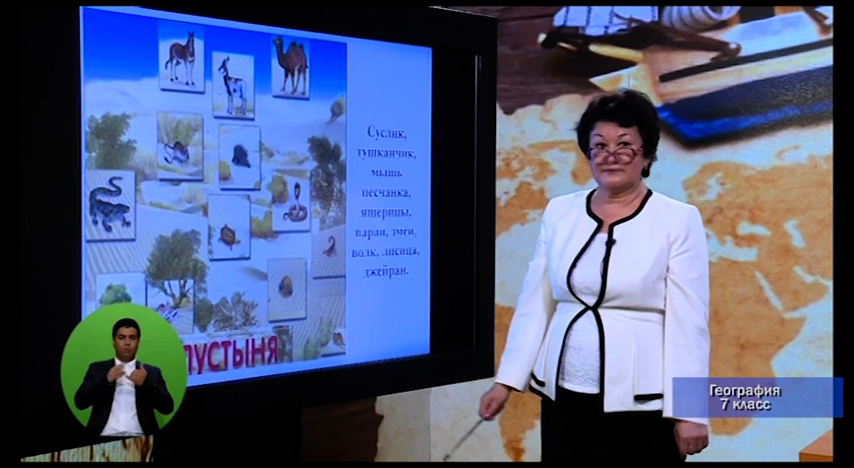 Суслик,
тушканчик,
мышь
песчанка,
ящерицы,
варан, змеи,
волк, лисица,
джейран.
ПУСТЫНЯ
География
7 класс